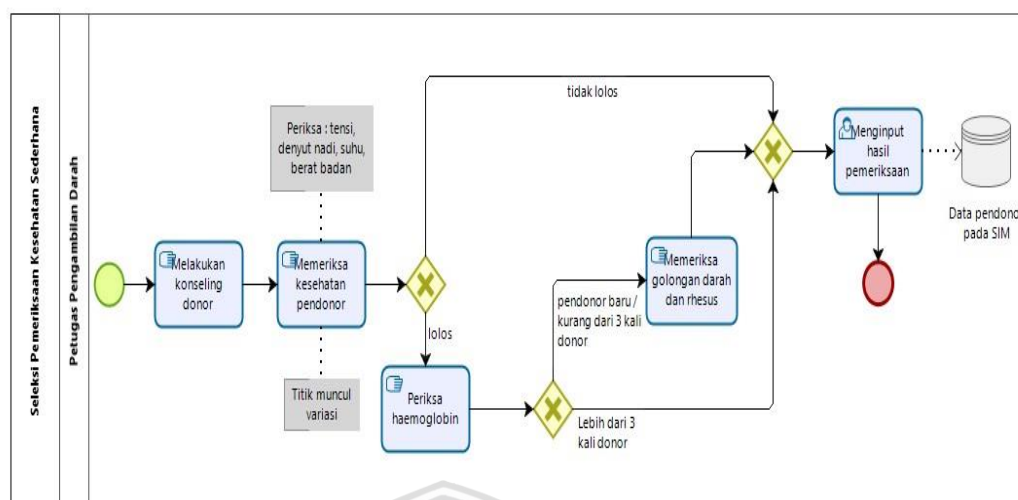 Seleksi Pemeriksaan Kesehatan Sederhana
Petugas Pengambilan Darah
Melakukan
konseling
donor
Periksa : tensi,
denyut nadi, suhu,
berat badan
Memeriksa
kesehatan
pendonor
Titik muncul
variasi
tidak lolos
lolos
Periksa
haemoglobin
pendonor baru /
kurang dari 3 kali
donor
Lebih dari 3
kali donor
Memeriksa
golongan darah
dan rhesus
Menginput
hasil
pemeriksaan
Data pendono
pada SIM